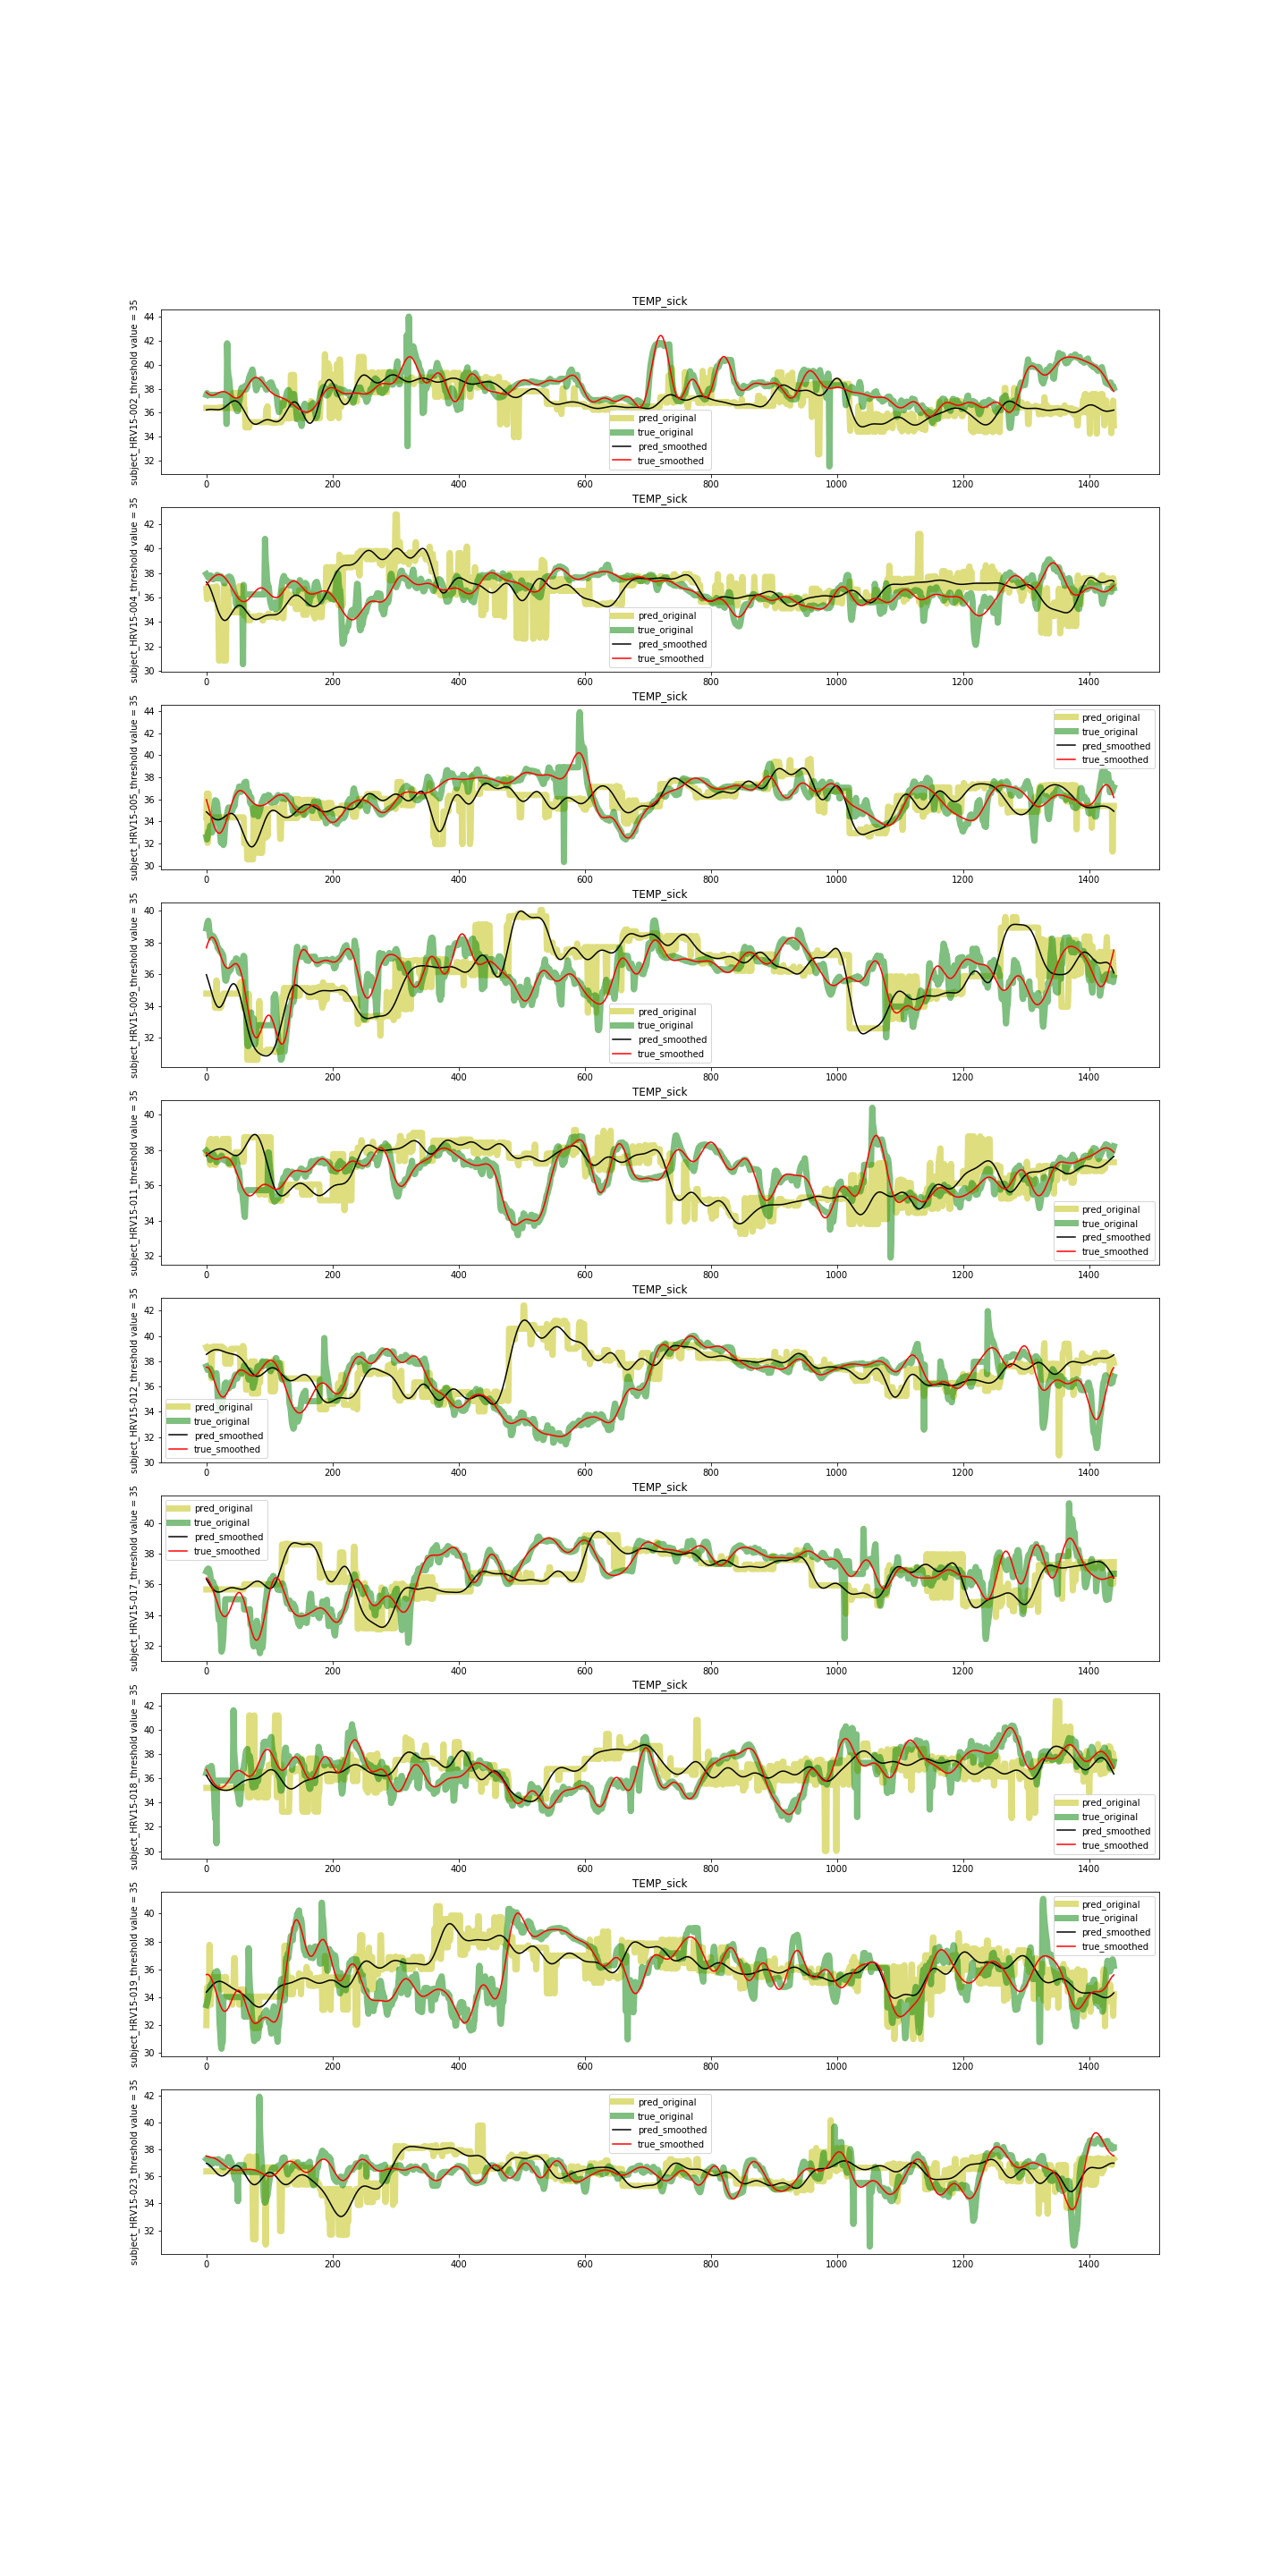 TEMP_sick
subject_HRV15-002_threshold value = 35
44
42
40
38
36
34
32
pred_original
true_original
pred_smoothed
true_smoothed
0 200 400 600 800 1000 1200 1400
TEMP_sick
subject_HRV15-004_threshold value = 35
42
40
38
36
34
32
30
pred_original
true_original
pred_smoothed
true_smoothed
0 200 400 600 800 1000 1200 1400
TEMP_sick
subject_HRV15-005_threshold value = 35
44
42
40
38
36
34
32
30
pred_original
true_original
pred_smoothed
true_smoothed
0 200 400 600 800 1000 1200 1400
TEMP_sick
subject_HRV15-009_threshold value = 35
40
38
36
34
32
pred_original
true_original
pred_smoothed
true_smoothed
0 200 400 600 800 1000 1200 1400
TEMP_sick
subject_HRV15-011_threshold value = 35
40
38
36
34
32
pred_original
true_original
pred_smoothed
true_smoothed
0 200 400 600 800 1000 1200 1400
TEMP_sick
subject_HRV15-012_threshold value = 35
42
40
38
36
34
32
30
pred_original
true_original
pred_smoothed
true_smoothed
0 200 400 600 800 1000 1200 1400
TEMP_sick
subject_HRV15-017_threshold value = 35
40
38
36
34
32
pred_original
true_original
pred_smoothed
true_smoothed
0 200 400 600 800 1000 1200 1400
TEMP_sick
subject_HRV15-018_threshold value = 35
42
40
38
36
34
32
30
pred_original
true_original
pred_smoothed
true_smoothed
0 200 400 600 800 1000 1200 1400
TEMP_sick
subject_HRV15-019_threshold value = 35
40
38
36
34
32
30
pred_original
true_original
pred_smoothed
true_smoothed
0 200 400 600 800 1000 1200 1400
subject_HRV15-023_threshold value = 35
42
40
38
36
34
32
pred_original
true_original
pred_smoothed
true_smoothed
0 200 400 600 800 1000 1200 1400